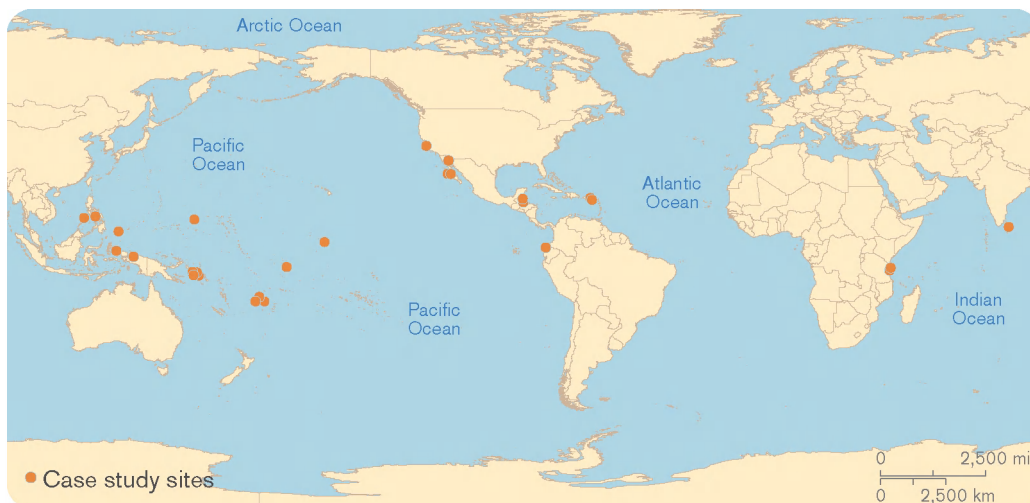 Arctic Ocean
Pacific
Ocean
Atlantic
Ocean
Pacific
Ocean
Indian
Ocean
Case study sites
0 2,500 mi
0 2,500 km